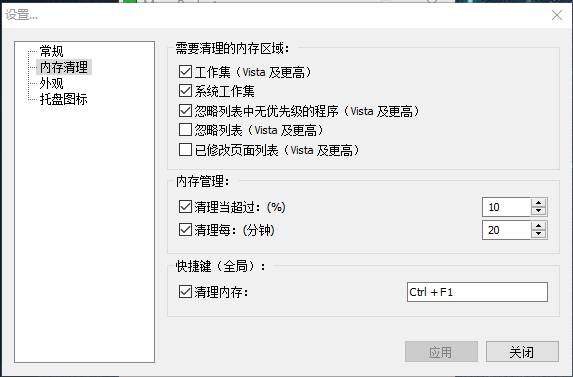 设置...
常规
内存清理
外观
托盘图标
需要清理的内存区域：
工作集（Vista 及更高）
系统工作集
忽略列表中无优先级的程序（Vista 及更高）
忽略列表（Vista 及更高）
已修改页面列表（Vista 及更高）
内存管理：
清理当超过：(%) 10
清理每：(分钟) 20
快捷键（全局）：
清理内存： Ctrl + F1
应用 关闭